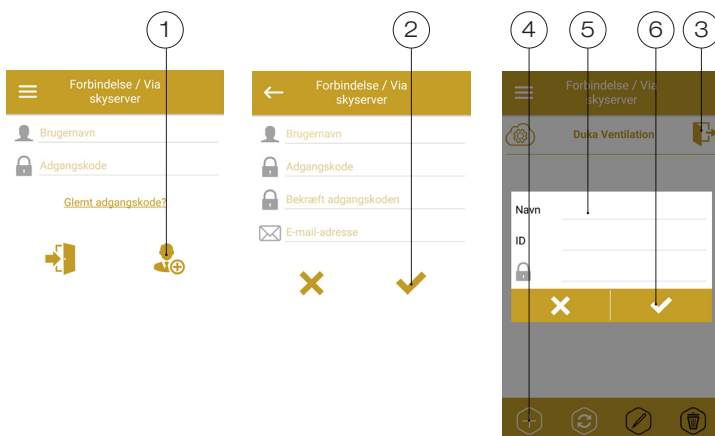 1
2
4
5
6
3
Forbindelse / Via
skyserver
Brugernavn
Adgangskode
Glemt adgangskode?
Forbindelse / Via
skyserver
Brugernavn
Adgangskode
Bekræft adgangskoden
E-mail-adresse
Forbindelse / Via
skyserver
Duka Ventilation
Navn
ID